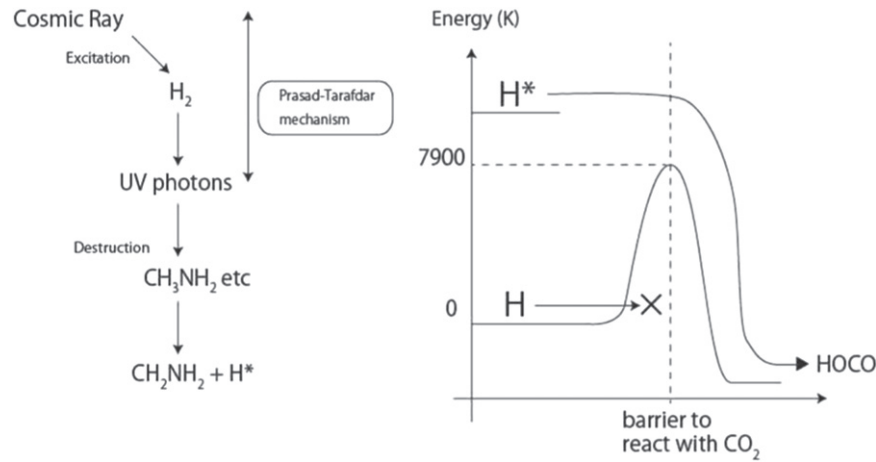 Cosmic Ray
Excitation
H₂
Prasad-Tarafdar
mechanism
UV photons
Destruction
CH₃NH₂ etc
CH₂NH₂ + H*
Energy (K)
H*
7900
0
H
HOCO
barrier to
react with CO₂